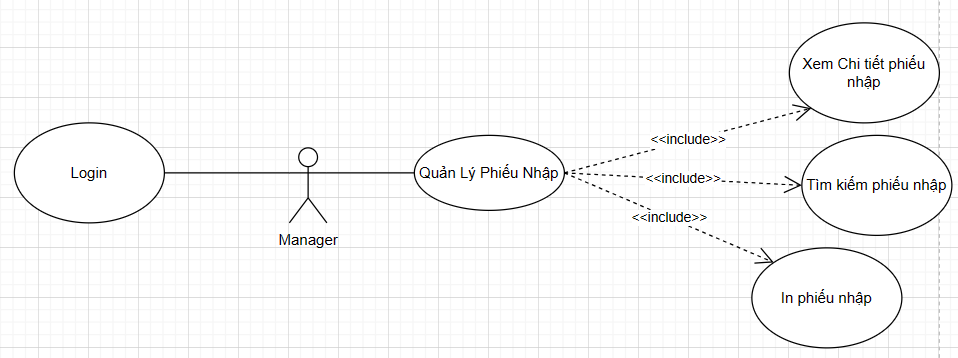 Login
Manager
Quản Lý Phiếu Nhập
<<include>>
<<include>>
<<include>>
Xem Chi tiết phiếu
nhập
Tìm kiếm phiếu nhập
In phiếu nhập